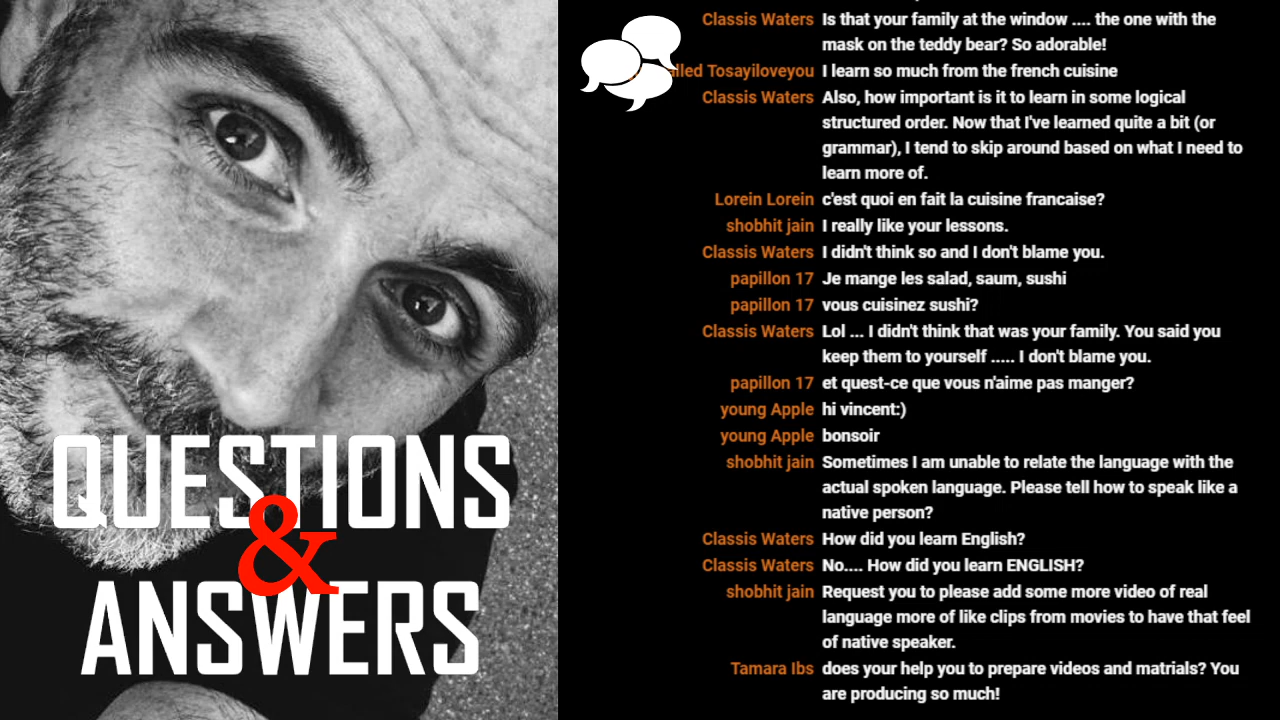 QUESTIONS
&
ANSWERS
Classis Waters Is that your family at the window .... the one with the
mask on the teddy bear? So adorable!
lled Tosayiloveyou I learn so much from the french cuisine
Classis Waters Also, how important is it to learn in some logical
structured order. Now that I've learned quite a bit (or
grammar), I tend to skip around based on what I need to
learn more of.
Lorein Lorein c'est quoi en fait la cuisine francaise?
shobhit jain I really like your lessons.
Classis Waters I didn't think so and I don't blame you.
papillon 17 Je mange les salad, saum, sushi
papillon 17 vous cuisinez sushi?
Classis Waters Lol ... I didn't think that was your family. You said you
keep them to yourself ..... I don't blame you.
papillon 17 et quest-ce que vous n'aime pas manger?
young Apple hi vincent:)
young Apple bonsoir
shobhit jain Sometimes I am unable to relate the language with the
actual spoken language. Please tell how to speak like a
native person?
Classis Waters How did you learn English?
Classis Waters No.... How did you learn ENGLISH?
shobhit jain Request you to please add some more video of real
language more of like clips from movies to have that feel
of native speaker.
Tamara Ibs does your help you to prepare videos and matrials? You
are producing so much!